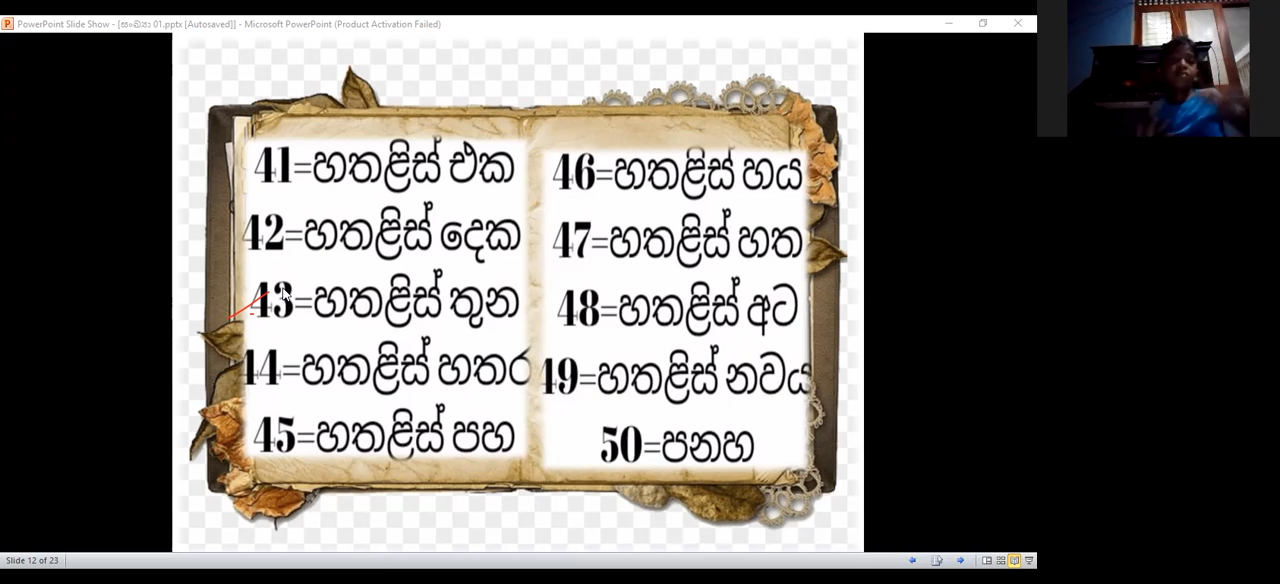 PowerPoint Slide Show - [සංඛ්‍යා 01.pptx [Autosaved]] - Microsoft PowerPoint (Product Activation Failed)
41=හතළිස් එක
42=හතළිස් දෙක
43=හතළිස් තුන
44=හතළිස් හතර
45=හතළිස් පහ
46=හතළිස් හය
47=හතළිස් හත
48=හතළිස් අට
49=හතළිස් නවය
50=පනහ
Slide 12 of 23